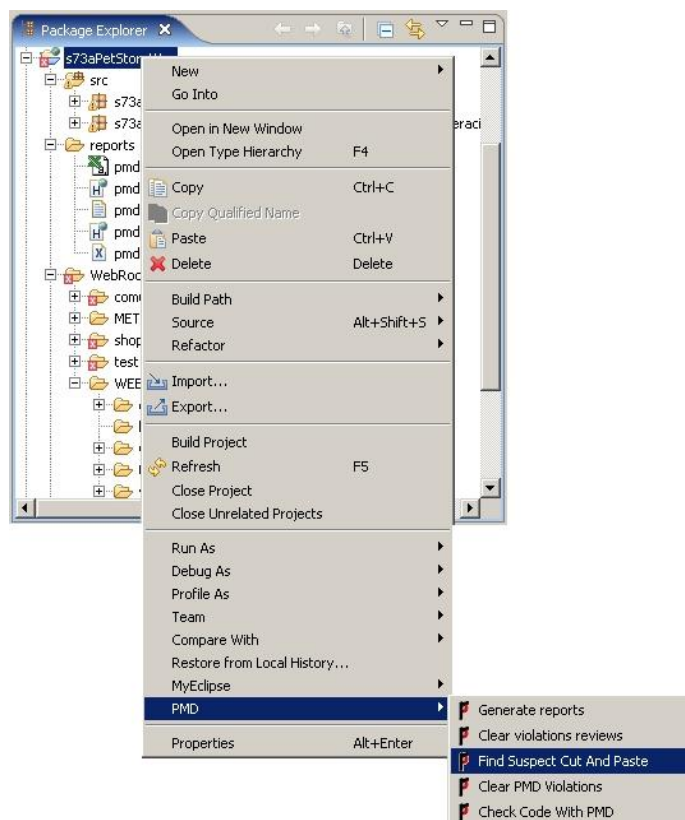 Package Explorer
s73aPetStor
src
s73a
s73a
eraci
reports
pmd
pmd
pmd
pmd
pmd
WebRoo
comu
MET
shop
test
WEB
New
Go Into
Open in New Window
Open Type Hierarchy F4
Copy Ctrl+C
Copy Qualified Name
Paste Ctrl+V
Delete Delete
Build Path
Source Alt+Shift+S
Refactor
Import...
Export...
Build Project
Refresh F5
Close Project
Close Unrelated Projects
Run As
Debug As
Profile As
Team
Compare With
Restore from Local History...
MyEclipse
PMD
Properties Alt+Enter
Generate reports
Clear violations reviews
Find Suspect Cut And Paste
Clear PMD Violations
Check Code With PMD